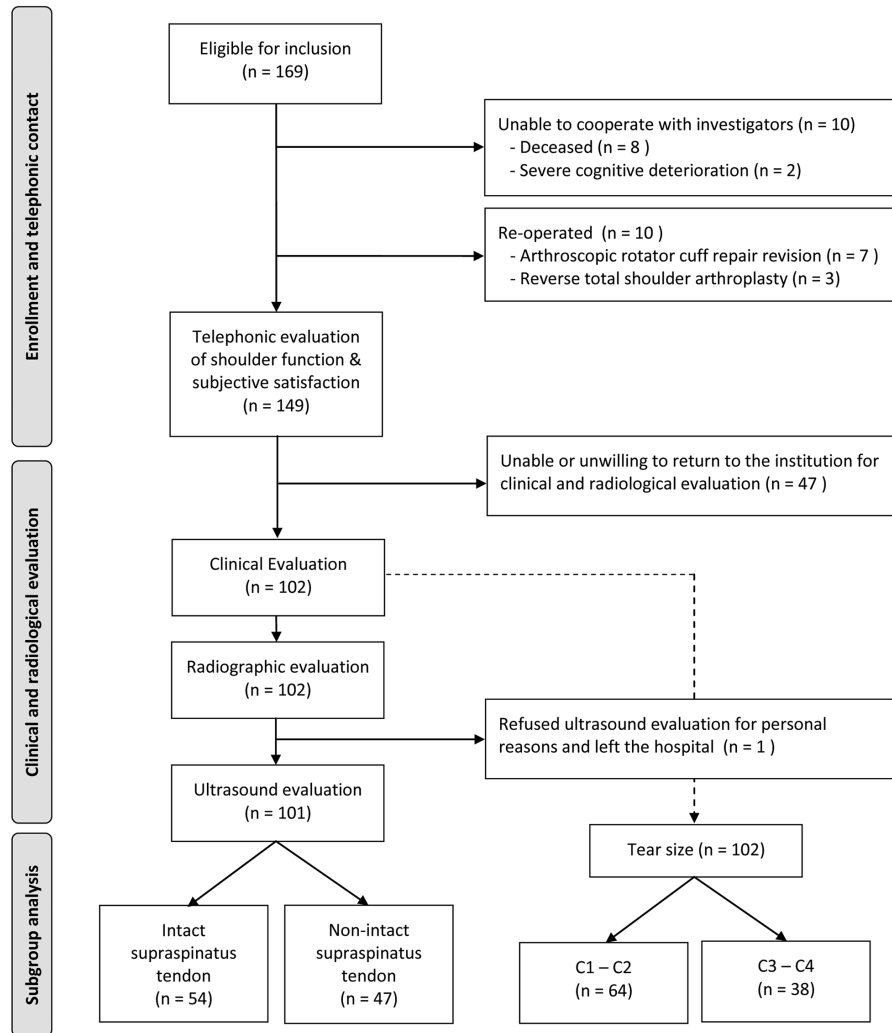 Enrollment and telephonic contact
Eligible for inclusion
(n = 169)
Unable to cooperate with investigators (n = 10)
- Deceased (n = 8 )
- Severe cognitive deterioration (n = 2)
Re-operated (n = 10 )
- Arthroscopic rotator cuff repair revision (n = 7 )
- Reverse total shoulder arthroplasty (n = 3)
Telephonic evaluation
of shoulder function &
subjective satisfaction
(n = 149)
Unable or unwilling to return to the institution for
clinical and radiological evaluation (n = 47 )
Clinical and radiological evaluation
Clinical Evaluation
(n = 102)
Radiographic evaluation
(n = 102)
Refused ultrasound evaluation for personal
reasons and left the hospital (n = 1 )
Ultrasound evaluation
(n = 101)
Tear size (n = 102)
Subgroup analysis
Intact
supraspinatus
tendon
(n = 54)
Non-intact
supraspinatus
tendon
(n = 47)
C1 – C2
(n = 64)
C3 – C4
(n = 38)